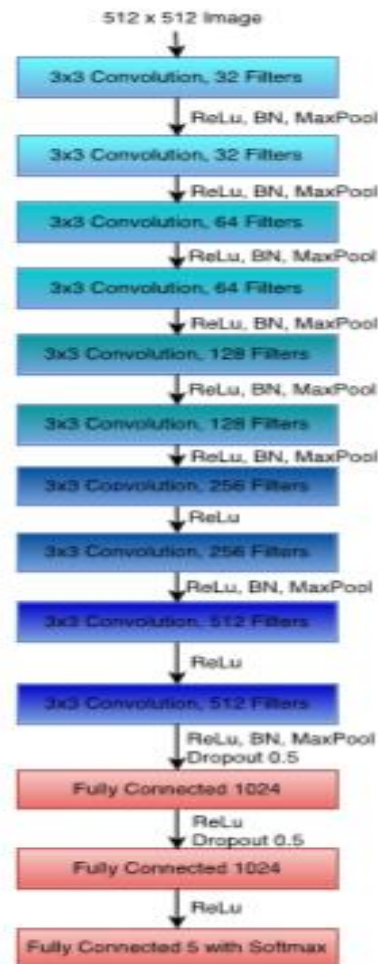 512 x 512 Image
3x3 Convolution, 32 Filters
ReLu, BN, MaxPool
3x3 Convolution, 32 Filters
ReLu, BN, MaxPool
3x3 Convolution, 64 Filters
ReLu, BN, MaxPool
3x3 Convolution, 64 Filters
ReLu, BN, MaxPool
3x3 Convolution, 128 Filters
ReLu, BN, MaxPool
3x3 Convolution, 128 Filters
ReLu, BN, MaxPool
3x3 Convolution, 256 Filters
ReLu
3x3 Convolution, 256 Filters
ReLu, BN, MaxPool
3x3 Convolution, 512 Filters
ReLu
3x3 Convolution, 512 Filters
ReLu, BN, MaxPool
Dropout 0.5
Fully Connected 1024
ReLu
Dropout 0.5
Fully Connected 1024
ReLu
Fully Connected 5 with Softmax